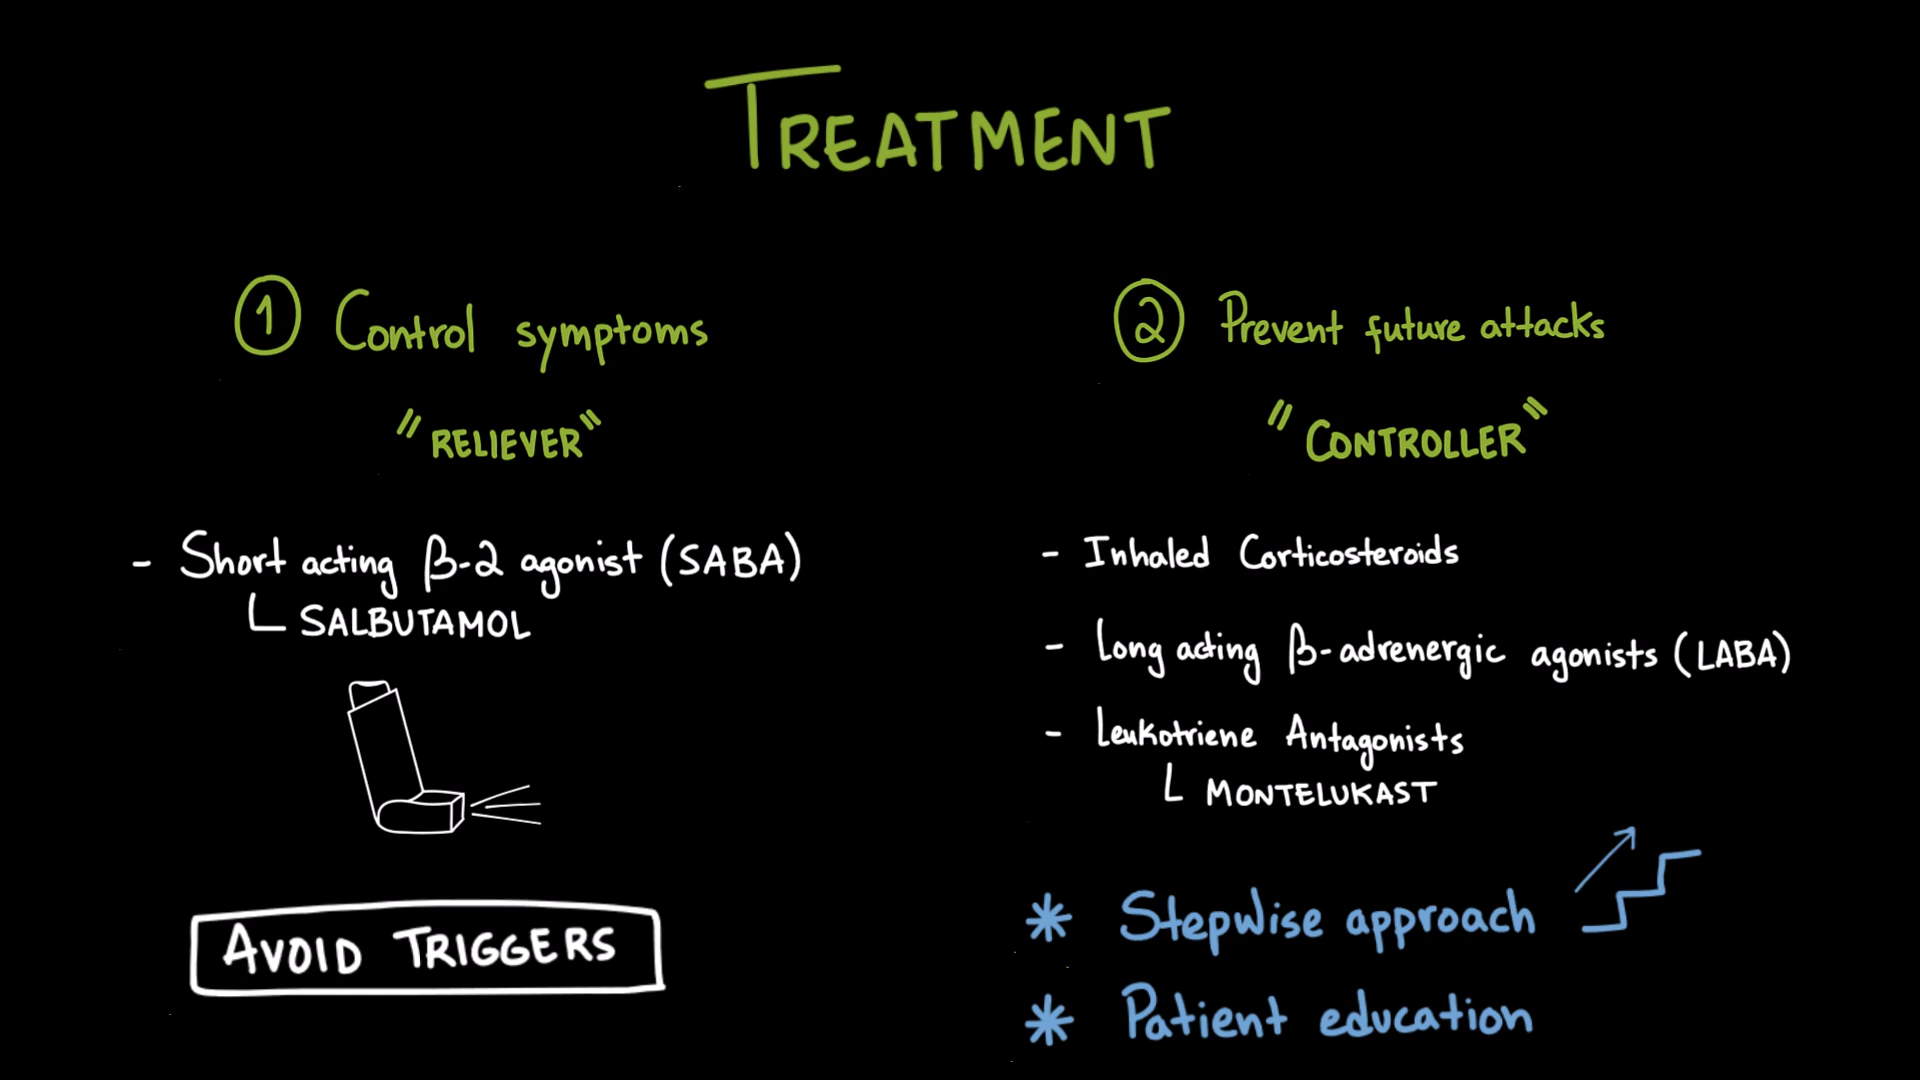 TREATMENT
① Control symptoms
"RELIEVER"
- Short acting β-2 agonist (SABA)
SALBUTAMOL
AVOID TRIGGERS
② Prevent future attacks
"CONTROLLER"
- Inhaled Corticosteroids
- Long acting β-adrenergic agonists (LABA)
- Leukotriene Antagonists
MONTELUKAST
* Stepwise approach
* Patient education